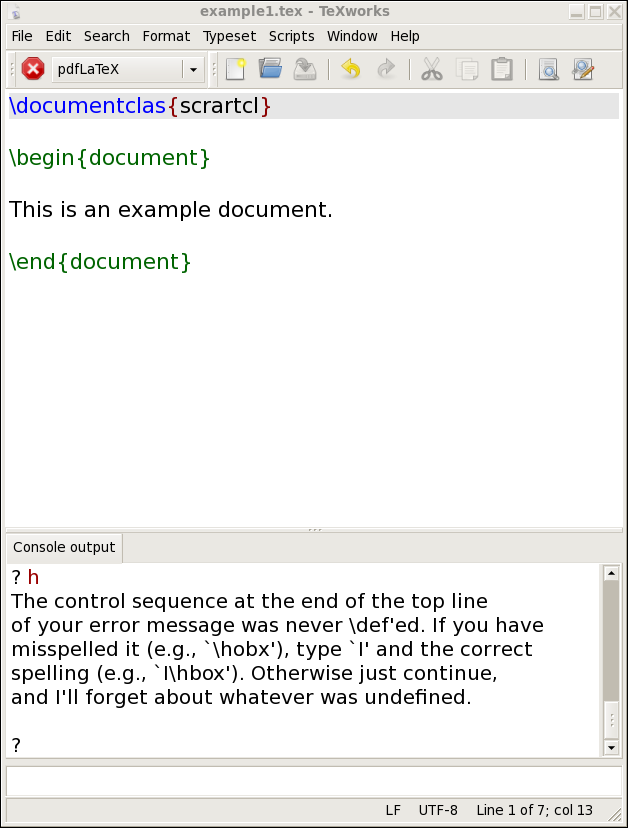 example1.tex - TeXworks
File Edit Search Format Typeset Scripts Window Help
pdfLaTeX
\documentclas{scrartcl}
\begin{document}
This is an example document.
\end{document}
Console output
? h
The control sequence at the end of the top line
of your error message was never \def'ed. If you have
misspelled it (e.g., `\hobx'), type `I' and the correct
spelling (e.g., `I\hbox'). Otherwise just continue,
and I'll forget about whatever was undefined.
?
LF UTF-8 Line 1 of 7; col 13